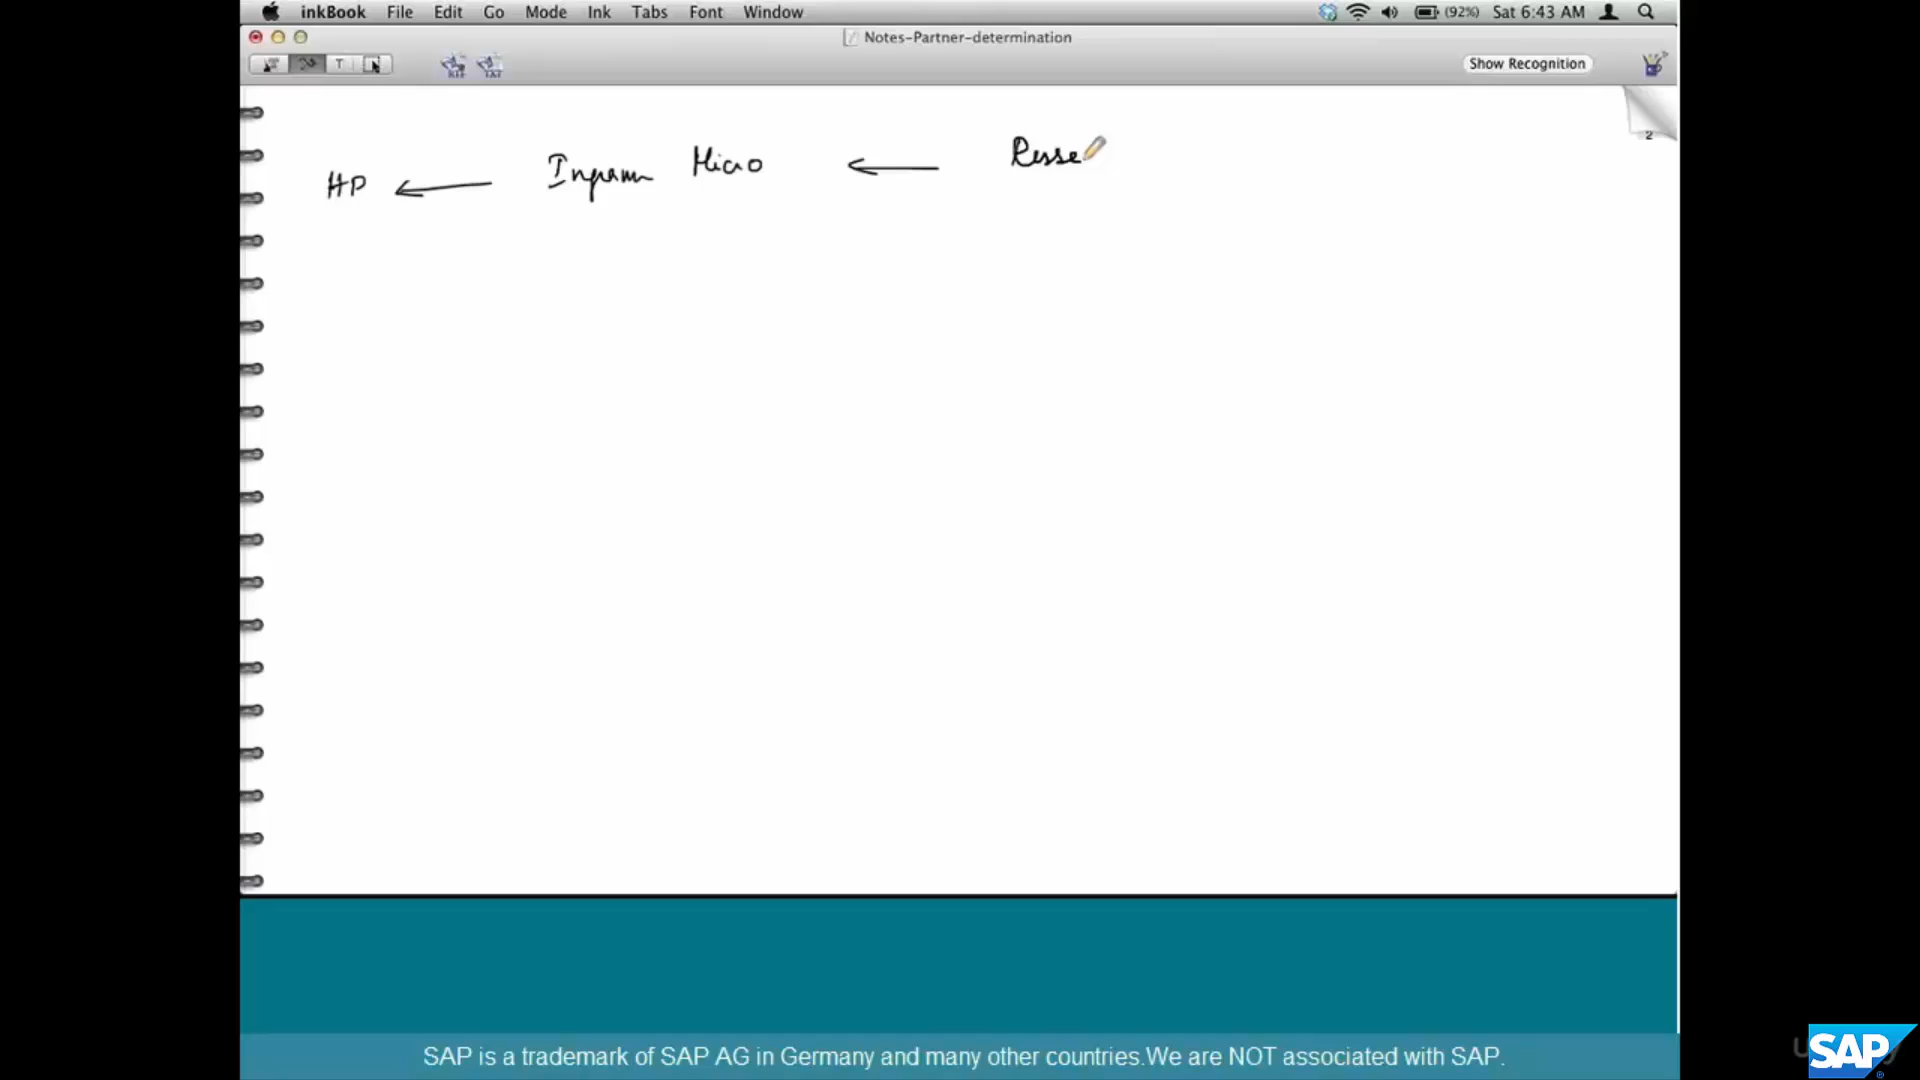 inkBook File Edit Go Mode Ink Tabs Font Window (92%) Sat 6:43 AM
Notes-Partner-determination
T Show Recognition
2
HP ← Ingram Micro ← Resse
SAP is a trademark of SAP AG in Germany and many other countries.We are NOT associated with SAP.
SAP